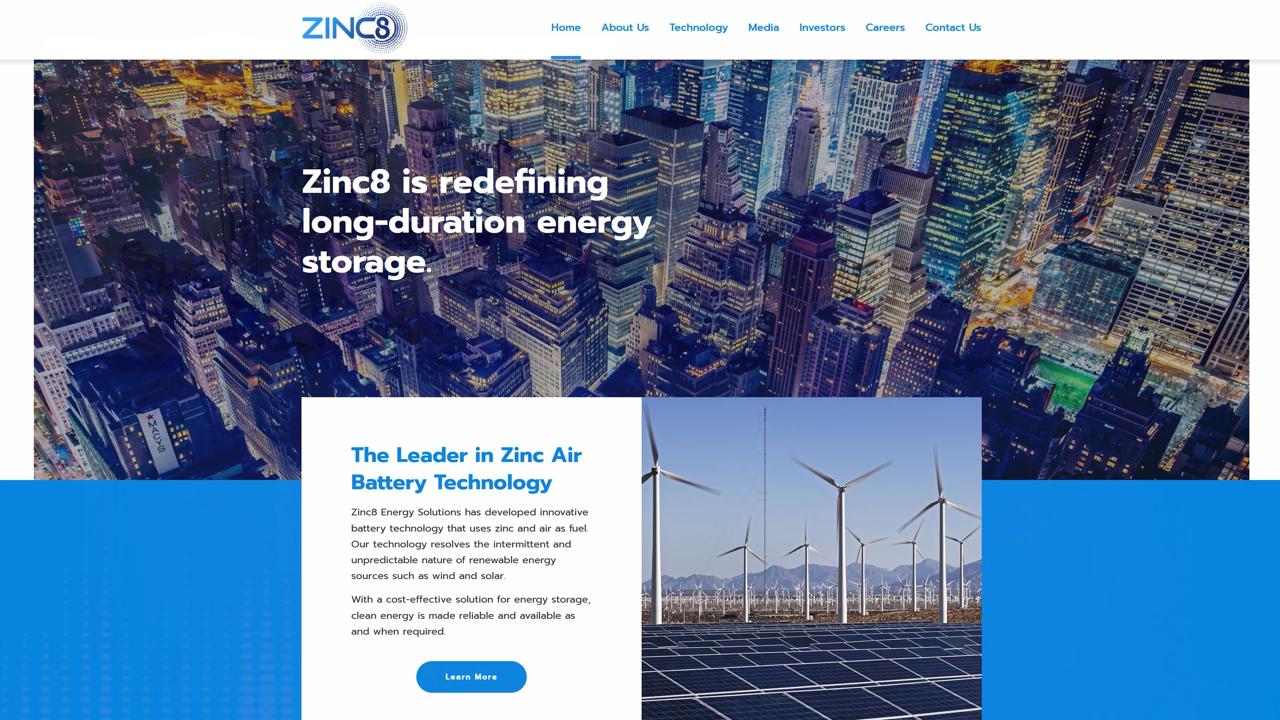 ZINC8
Home
About Us
Technology
Media
Investors
Careers
Contact Us
Zinc8 is redefining
long-duration energy
storage.
★MACYS
The Leader in Zinc Air
Battery Technology
Zinc8 Energy Solutions has developed innovative
battery technology that uses zinc and air as fuel.
Our technology resolves the intermittent and
unpredictable nature of renewable energy
sources such as wind and solar.
With a cost-effective solution for energy storage,
clean energy is made reliable and available as
and when required.
Learn More